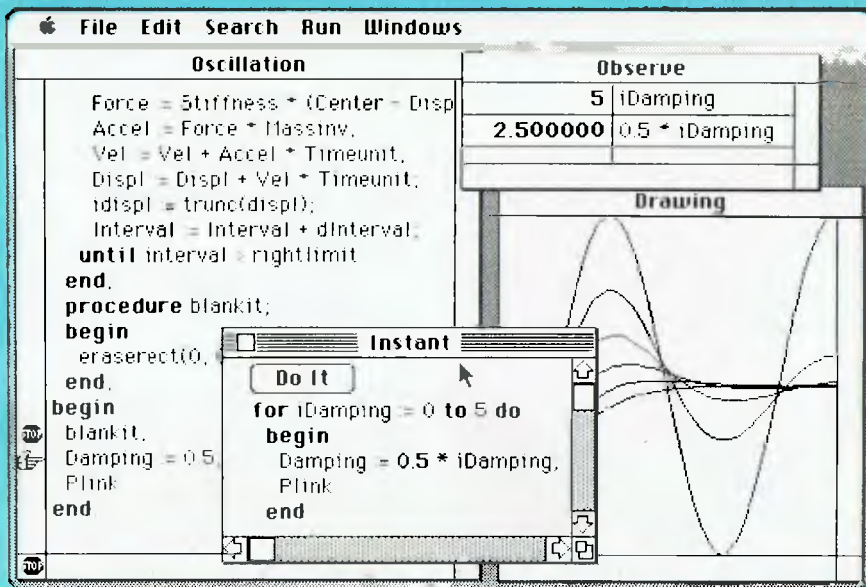 File Edit Search Run Windows
Oscillation
Force := Stiffness * (Center - Disp
Accel := Force * Massinv;
Vel := Vel + Accel * Timeunit;
Displ := Displ + Vel * Timeunit;
idispl := trunc(displ);
Interval := Interval + dInterval;
until interval > rightlimit
end;
procedure blankit;
begin
eraserect(0,
end;
begin
STOP blankit;
Damping := 0.5;
Plink
end
STOP
Observe
5 iDamping
2.500000 0.5 * iDamping
Drawing
Instant
Do It
for iDamping := 0 to 5 do
begin
Damping := 0.5 * iDamping;
Plink
end